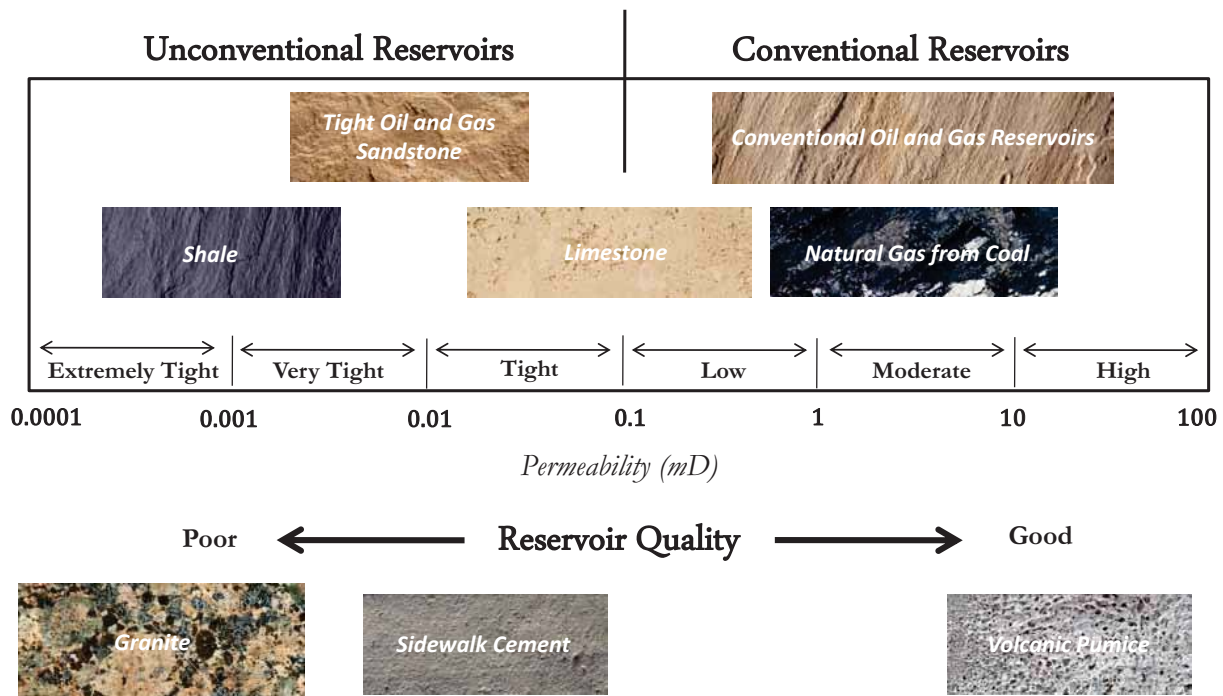 Unconventional Reservoirs
Conventional Reservoirs
Tight Oil and Gas
Sandstone
Conventional Oil and Gas Reservoirs
Shale
Limestone
Natural Gas from Coal
Extremely Tight
Very Tight
Tight
Low
Moderate
High
0.0001
0.001
0.01
0.1
1
10
100
Permeability (mD)
Poor
Reservoir Quality
Good
Granite
Sidewalk Cement
Volcanic Pumice